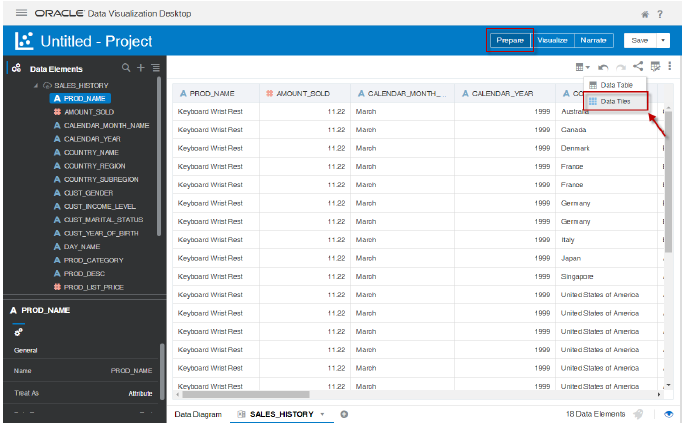 ORACLE Data Visualization Desktop
?
Untitled - Project
Prepare Visualize Narrate Save
Data Elements
SALES_HISTORY
A PROD_NAME
AMOUNT_SOLD
A CALENDAR_MONTH_NAME
A CALENDAR_YEAR
A COUNTRY_NAME
A COUNTRY_REGION
A COUNTRY_SUBREGION
A CUST_GENDER
A CUST_INCOME_LEVEL
A CUST_MARITAL_STATUS
A CUST_YEAR_OF_BIRTH
A DAY_NAME
A PROD_CATEGORY
A PROD_DESC
PROD_LIST_PRICE
A PROD_NAME
General
Name PROD_NAME
Treat As Attribute
Data Table
Data Tiles
A PROD_NAME AMOUNT_SOLD A CALENDAR_MONTH_... A CALENDAR_YEAR A
Keyboard Wrist Rest 11.22 March 1999 Australia
Keyboard Wrist Rest 11.22 March 1999 Canada
Keyboard Wrist Rest 11.22 March 1999 Denmark
Keyboard Wrist Rest 11.22 March 1999 France
Keyboard Wrist Rest 11.22 March 1999 France
Keyboard Wrist Rest 11.22 March 1999 Germany
Keyboard Wrist Rest 11.22 March 1999 Germany
Keyboard Wrist Rest 11.22 March 1999 Italy
Keyboard Wrist Rest 11.22 March 1999 Japan
Keyboard Wrist Rest 11.22 March 1999 Singapore
Keyboard Wrist Rest 11.22 March 1999 United States of America
Keyboard Wrist Rest 11.22 March 1999 United States of America
Keyboard Wrist Rest 11.22 March 1999 United States of America
Keyboard Wrist Rest 11.22 March 1999 United States of America
Keyboard Wrist Rest 11.22 March 1999 United States of America
Keyboard Wrist Rest 11.22 March 1999 United States of America
Data Diagram SALES_HISTORY 18 Data Elements